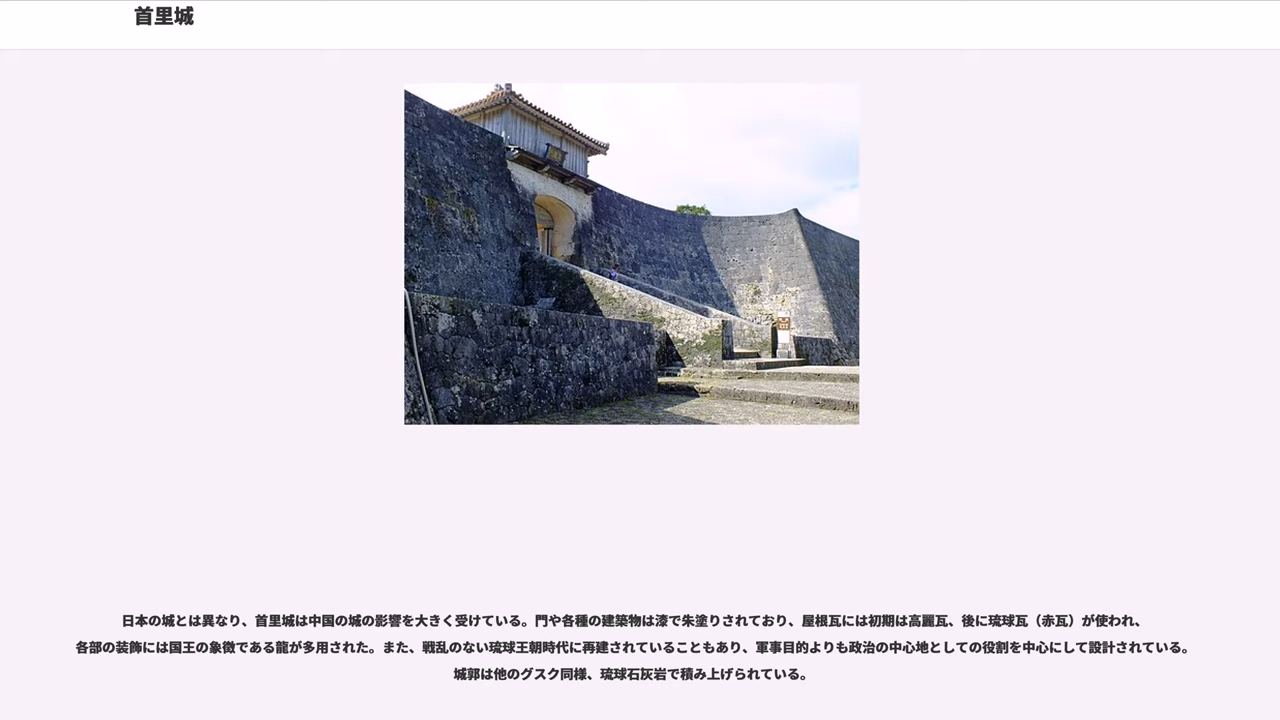 首里城
日本の城とは異なり、首里城は中国の城の影響を大きく受けている。門や各種の建築物は漆で朱塗りされており、屋根瓦には初期は高麗瓦、後に琉球瓦（赤瓦）が使われ、
各部の装飾には国王の象徴である龍が多用された。また、戦乱のない琉球王朝時代に再建されていることもあり、軍事目的よりも政治の中心地としての役割を中心にして設計されている。
城郭は他のグスク同様、琉球石灰岩で積み上げられている。